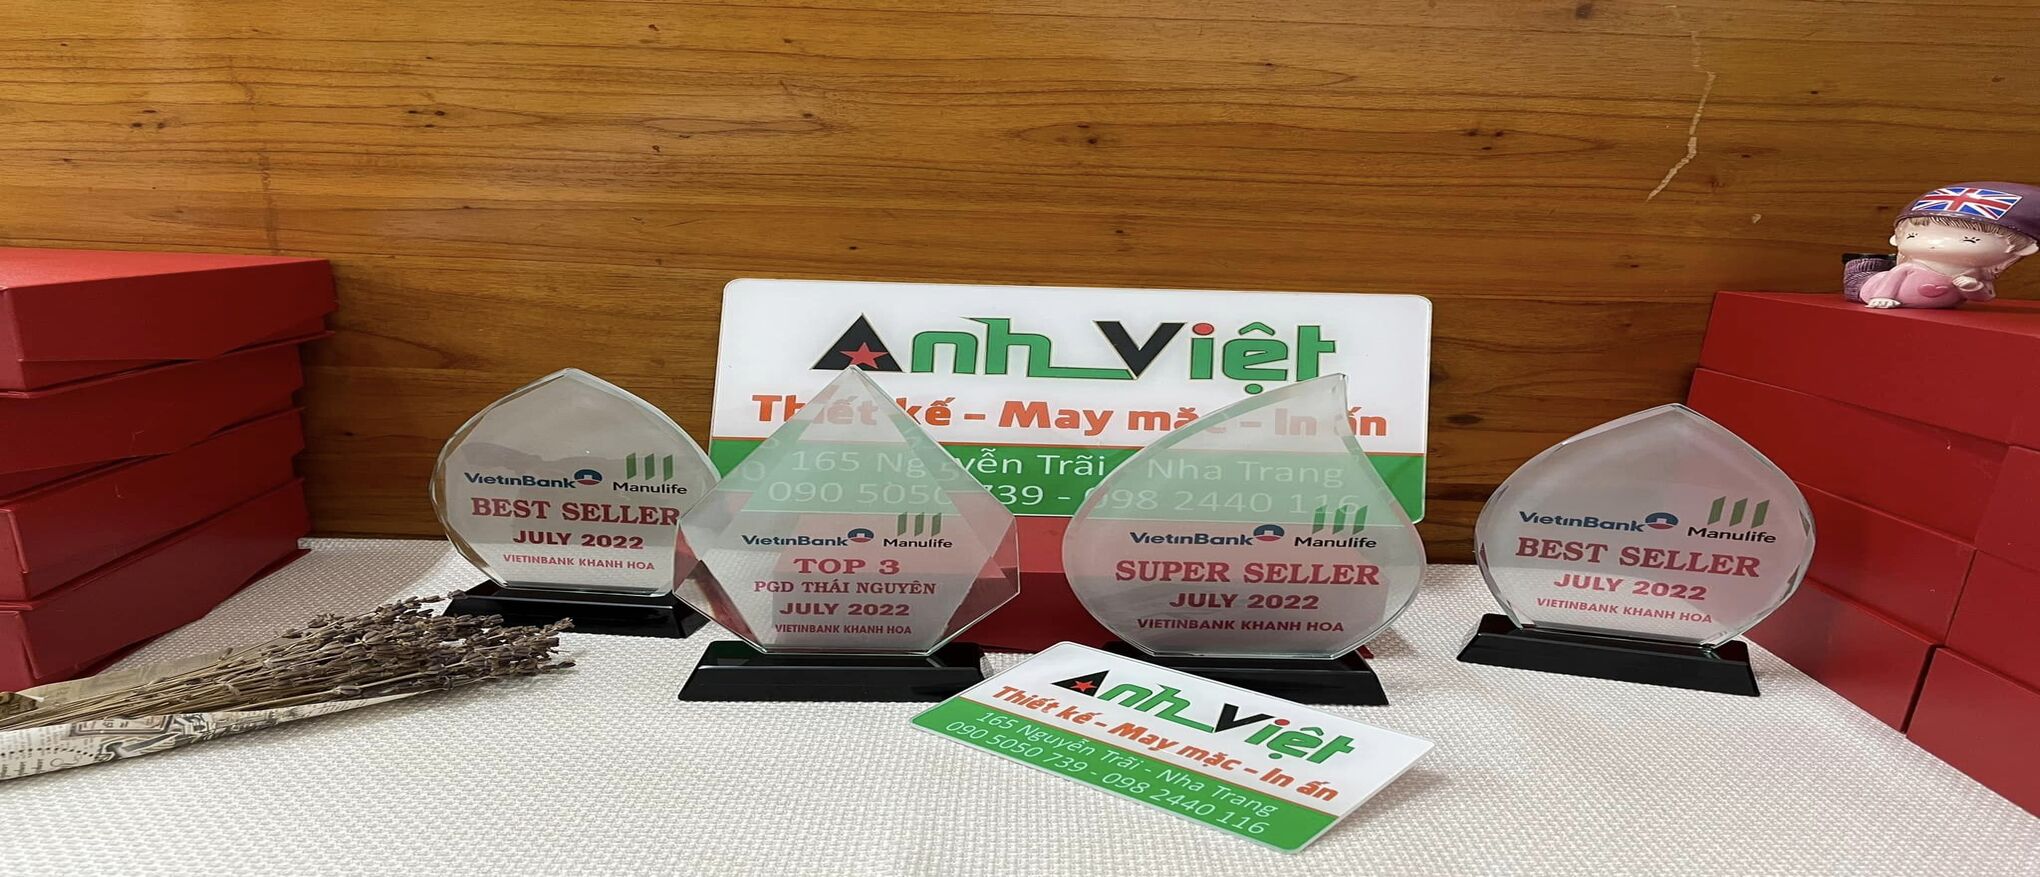 Anh Việt
Thiết kế – May mặc – In ấn
165 Nguyễn Trãi - Nha Trang
090 5050 739 - 098 2440 116
VietinBank Manulife
BEST SELLER
JULY 2022
VIETINBANK KHANH HOA
VietinBank Manulife
TOP 3
PGD THÁI NGUYÊN
JULY 2022
VIETINBANK KHANH HOA
VietinBank Manulife
SUPER SELLER
JULY 2022
VIETINBANK KHANH HOA
VietinBank Manulife
BEST SELLER
JULY 2022
VIETINBANK KHANH HOA
Anh Việt
Thiết kế – May mặc – In ấn
165 Nguyễn Trãi - Nha Trang
090 5050 739 - 098 2440 116